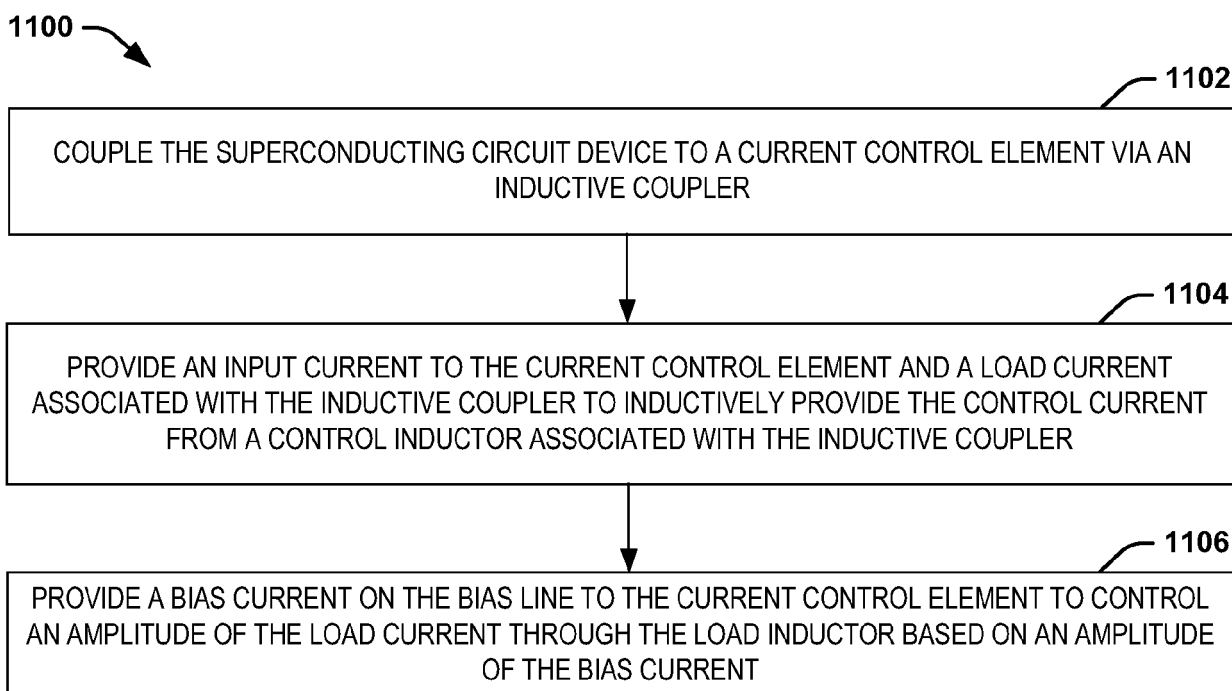 1100
1102
COUPLE THE SUPERCONDUCTING CIRCUIT DEVICE TO A CURRENT CONTROL ELEMENT VIA AN
INDUCTIVE COUPLER
1104
PROVIDE AN INPUT CURRENT TO THE CURRENT CONTROL ELEMENT AND A LOAD CURRENT
ASSOCIATED WITH THE INDUCTIVE COUPLER TO INDUCTIVELY PROVIDE THE CONTROL CURRENT
FROM A CONTROL INDUCTOR ASSOCIATED WITH THE INDUCTIVE COUPLER
1106
PROVIDE A BIAS CURRENT ON THE BIAS LINE TO THE CURRENT CONTROL ELEMENT TO CONTROL
AN AMPLITUDE OF THE LOAD CURRENT THROUGH THE LOAD INDUCTOR BASED ON AN AMPLITUDE
OF THE BIAS CURRENT